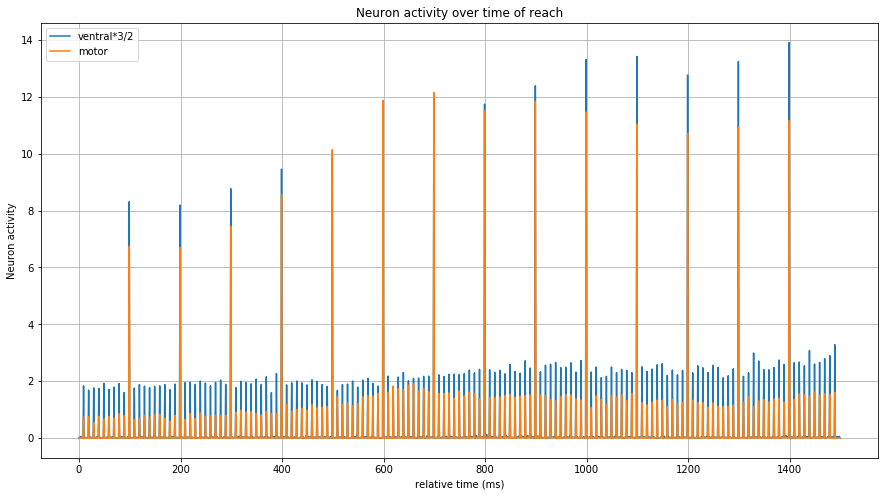 Neuron activity over time of reach
ventral*3/2
motor
14
12
10
8
6
4
2
0
Neuron activity
0 200 400 600 800 1000 1200 1400
relative time (ms)